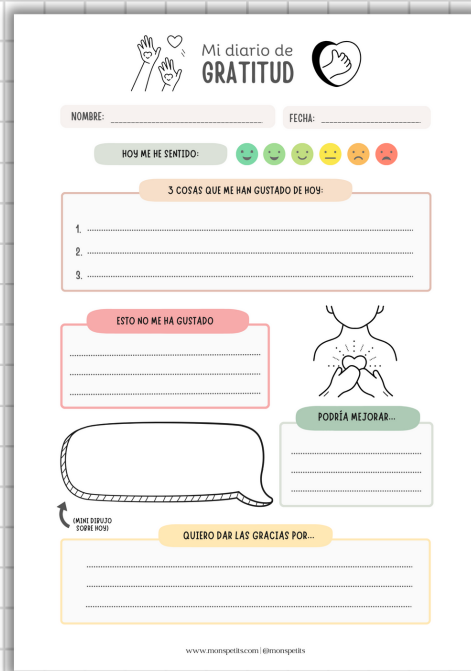 Mi diario de
GRATITUD
NOMBRE:
FECHA:
HOY ME HE SENTIDO:
3 COSAS QUE ME HAN GUSTADO DE HOY:
1.
2.
3.
ESTO NO ME HA GUSTADO
PODRÍA MEJORAR...
(MINI DIBUJO
SOBRE HOY)
QUIERO DAR LAS GRACIAS POR...
www.monspetits.com | @monspetits